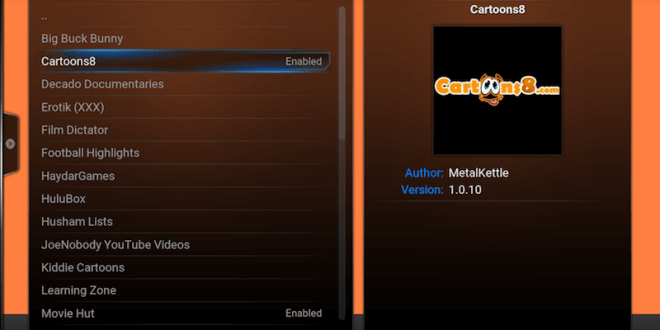 ..
Big Buck Bunny
Cartoons8 Enabled
Decado Documentaries
Erotik (XXX)
Film Dictator
Football Highlights
HaydarGames
HuluBox
Husham Lists
JoeNobody YouTube Videos
Kiddie Cartoons
Learning Zone
Movie Hut Enabled
Cartoons8
Cartoons8.com
Author: MetalKettle
Version: 1.0.10